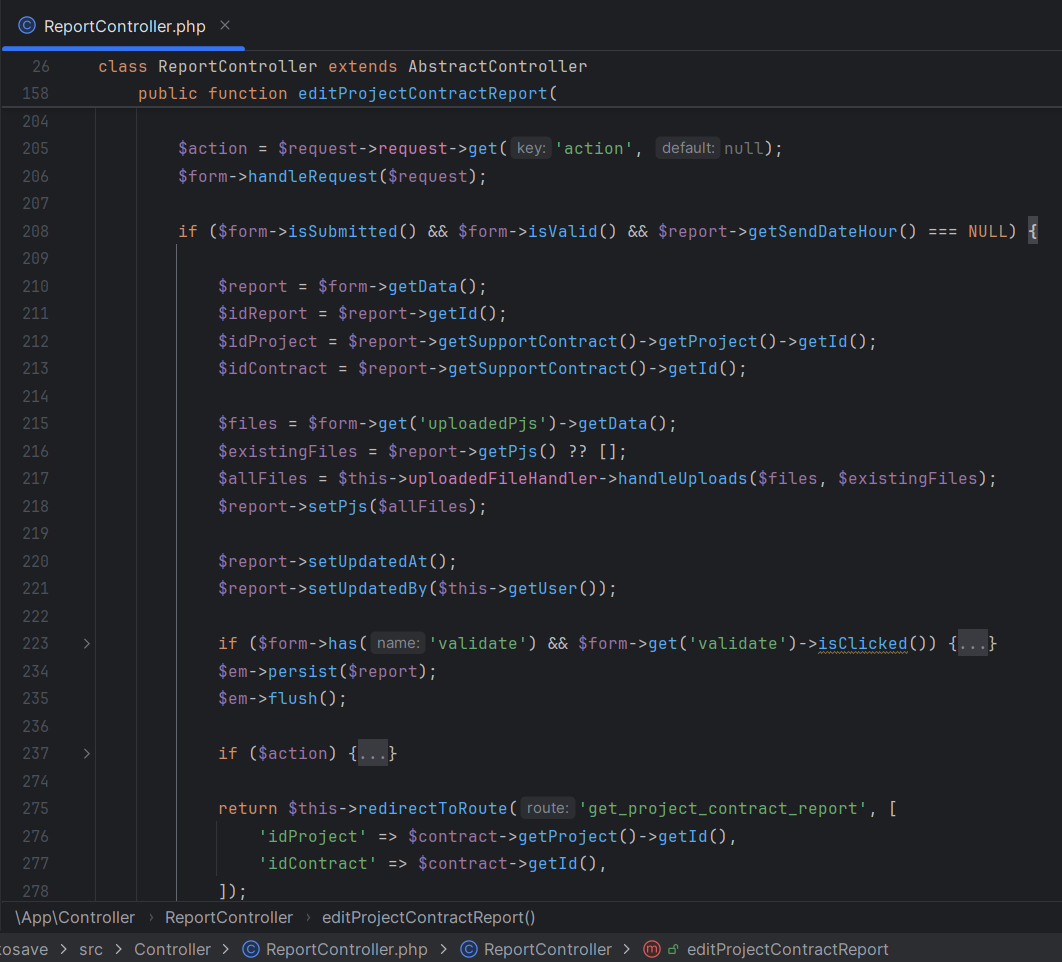 ReportController.php
26 class ReportController extends AbstractController
158 public function editProjectContractReport(
204
205 $action = $request->request->get( key: 'action', default: null);
206 $form->handleRequest($request);
207
208 if ($form->isSubmitted() && $form->isValid() && $report->getSendDateHour() === NULL) {
209
210 $report = $form->getData();
211 $idReport = $report->getId();
212 $idProject = $report->getSupportContract()->getProject()->getId();
213 $idContract = $report->getSupportContract()->getId();
214
215 $files = $form->get('uploadedPjs')->getData();
216 $existingFiles = $report->getPjs() ?? [];
217 $allFiles = $this->uploadedFileHandler->handleUploads($files, $existingFiles);
218 $report->setPjs($allFiles);
219
220 $report->setUpdatedAt();
221 $report->setUpdatedBy($this->getUser());
222
223 if ($form->has( name: 'validate') && $form->get('validate')->isClicked()) {...}
234 $em->persist($report);
235 $em->flush();
236
237 if ($action) {...}
274
275 return $this->redirectToRoute( route: 'get_project_contract_report', [
276 'idProject' => $contract->getProject()->getId(),
277 'idContract' => $contract->getId(),
278 ]);
\App\Controller › ReportController › editProjectContractReport()
kosave > src > Controller > ReportController.php > ReportController > editProjectContractReport